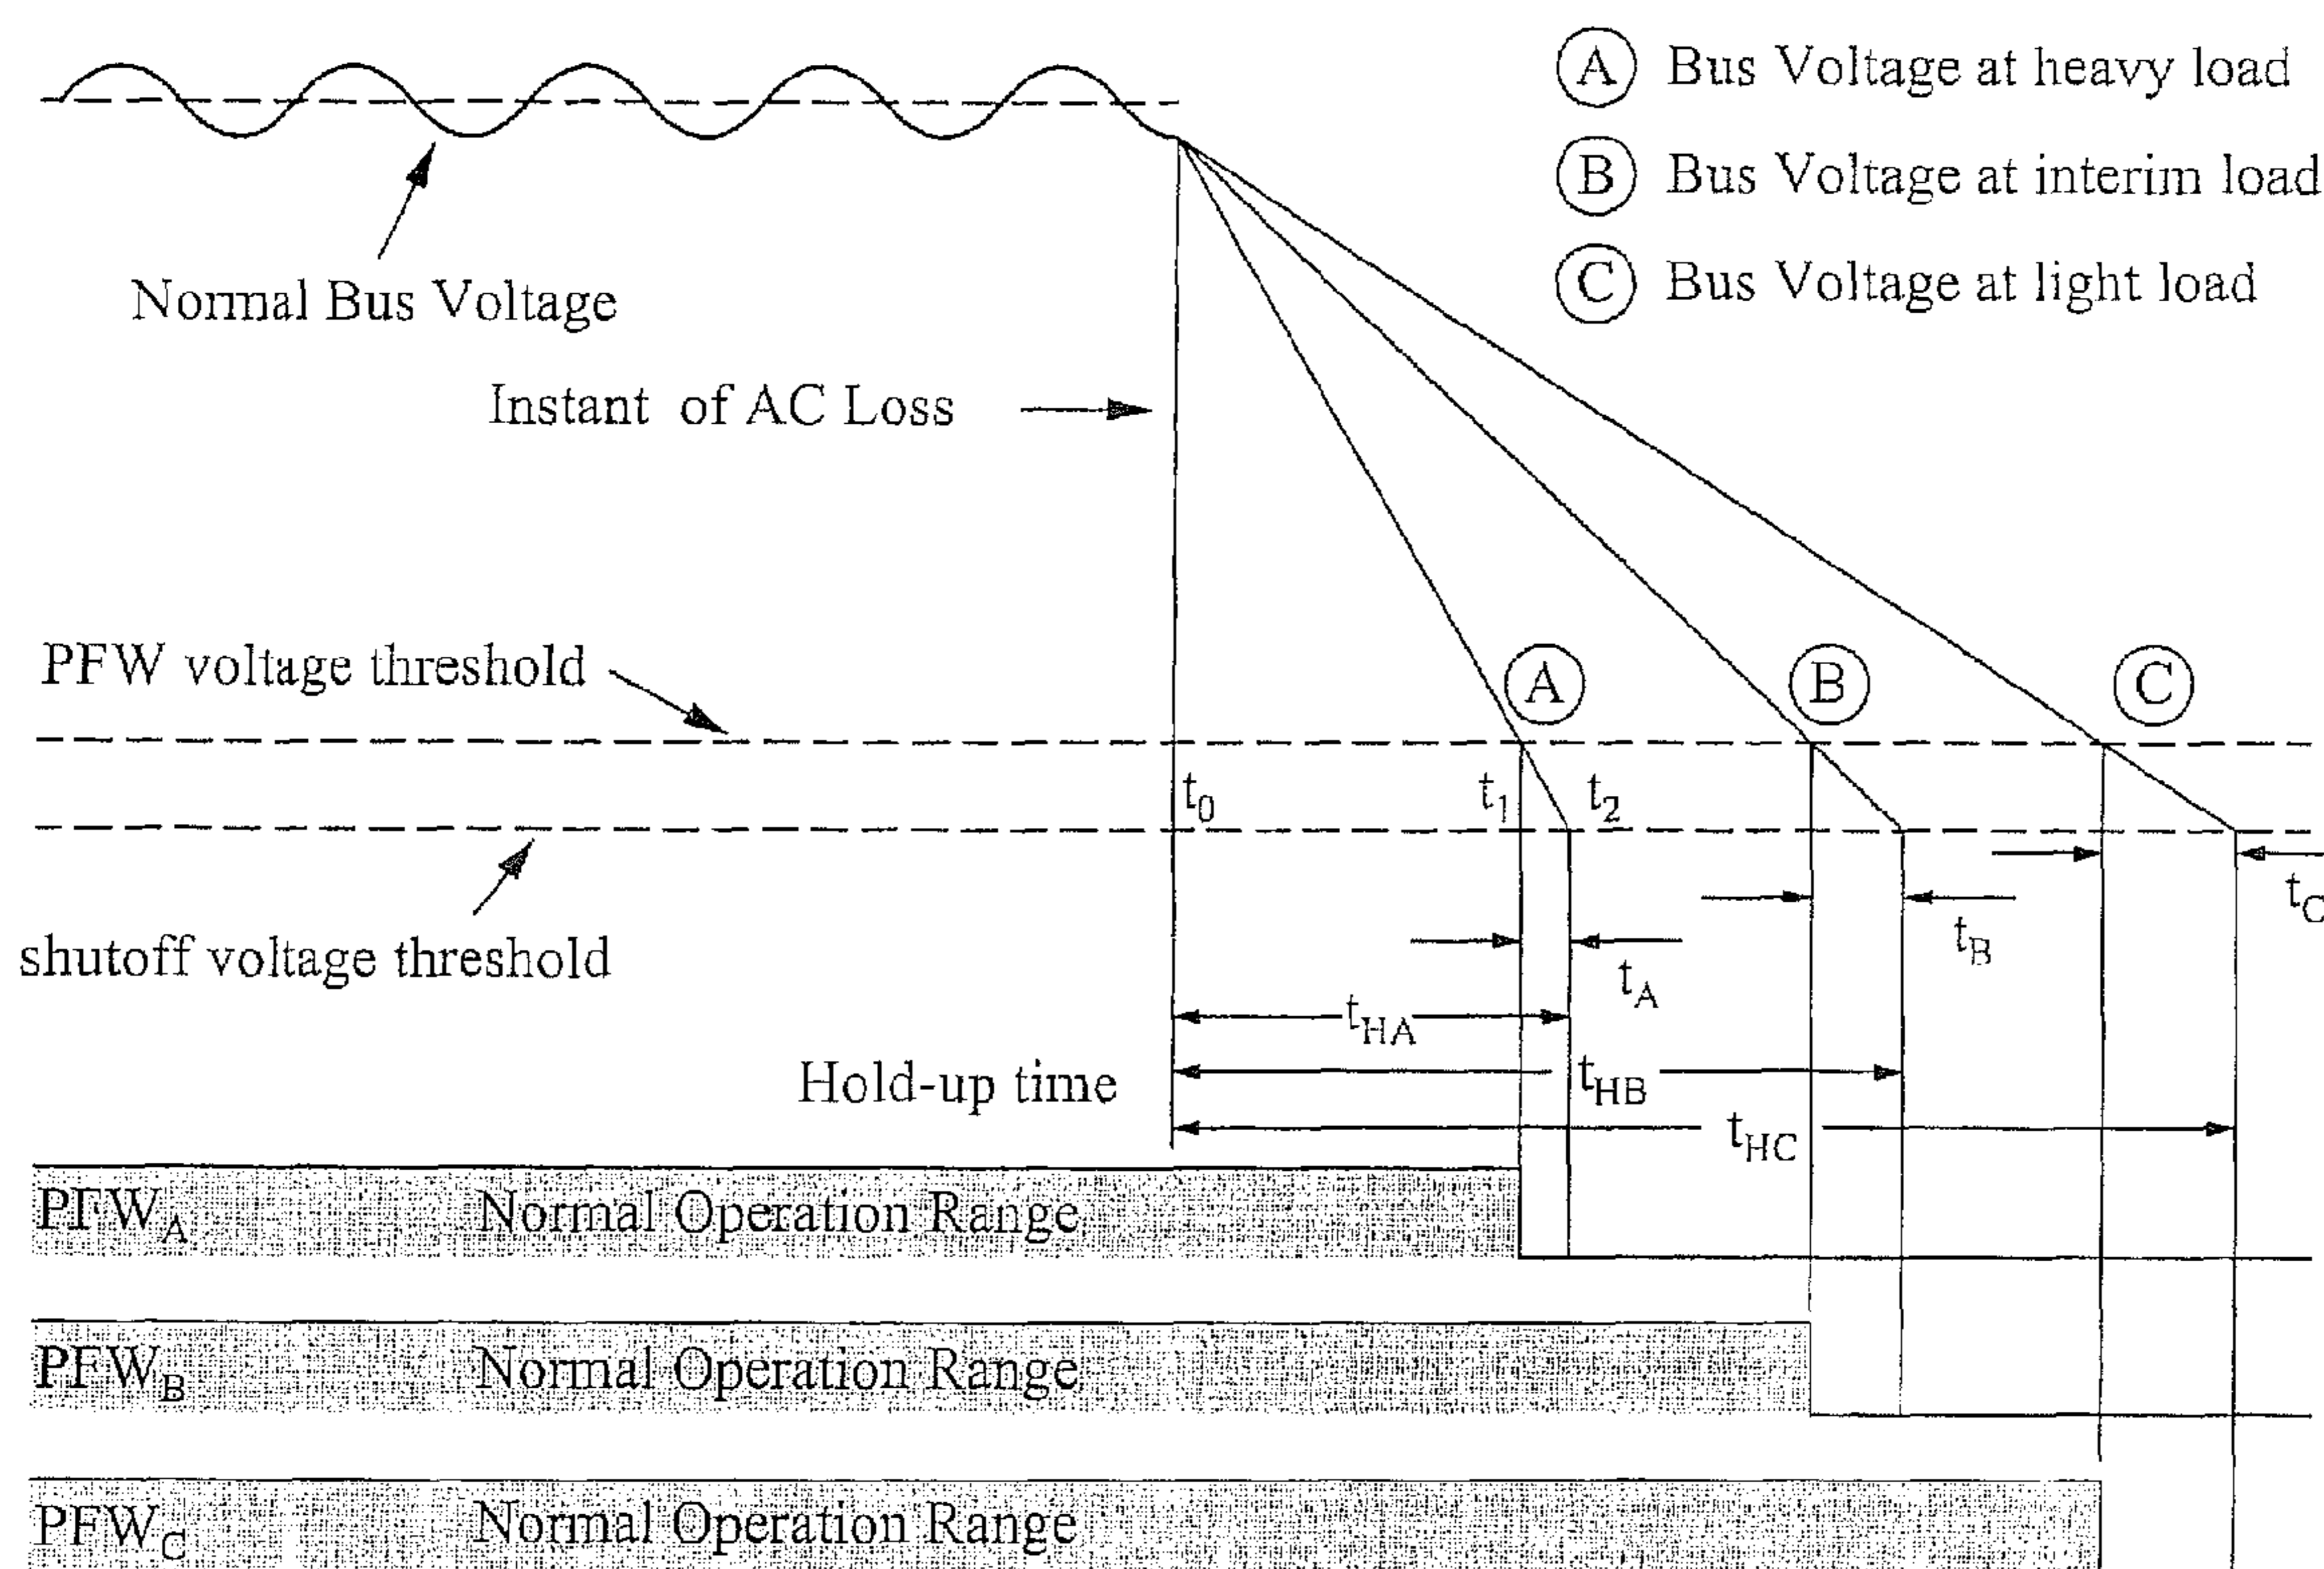 Ⓐ Bus Voltage at heavy load
Ⓑ Bus Voltage at interim load
Ⓒ Bus Voltage at light load
Normal Bus Voltage
Instant of AC Loss
PFW voltage threshold
A
B
C
t0
t1
t2
shutoff voltage threshold
tC
tB
tA
tHA
Hold-up time
tHB
tHC
PFWA Normal Operation Range
PFWB Normal Operation Range
PFWC Normal Operation Range